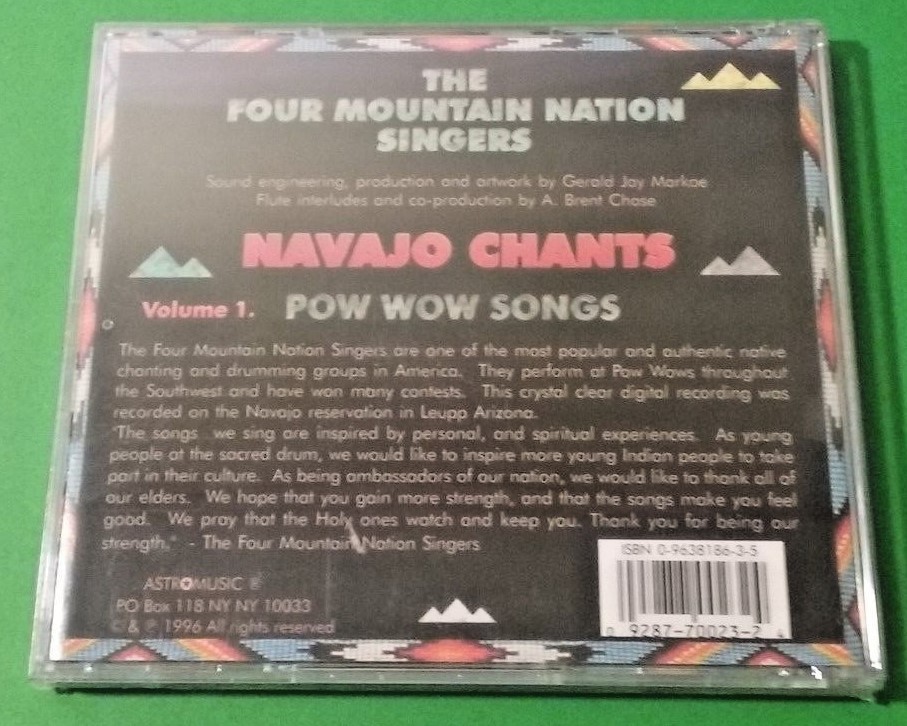 THE
FOUR MOUNTAIN NATION
SINGERS
Sound engineering, production and artwork by Gerald Jay Markoe
Flute interludes and co-production by A. Brent Chase
NAVAJO CHANTS
Volume 1. POW WOW SONGS
The Four Mountain Nation Singers are one of the most popular and authentic native
chanting and drumming groups in America. They perform at Pow Wows throughout
the Southwest and have won many contests. This crystal clear digital recording was
recorded on the Navajo reservation in Leupp Arizona.
"The songs we sing are inspired by personal, and spiritual experiences. As young
people at the sacred drum, we would like to inspire more young Indian people to take
part in their culture. As being ambassadors of our nation, we would like to thank all of
our elders. We hope that you gain more strength, and that the songs make you feel
good. We pray that the Holy ones watch and keep you. Thank you for being our
strength." - The Four Mountain Nation Singers
ISBN 0-9638186-3-5
ASTROMUSIC ®
PO Box 118 NY NY 10033
© & ℗ 1996 All rights reserved
0 9287-70023-2 4